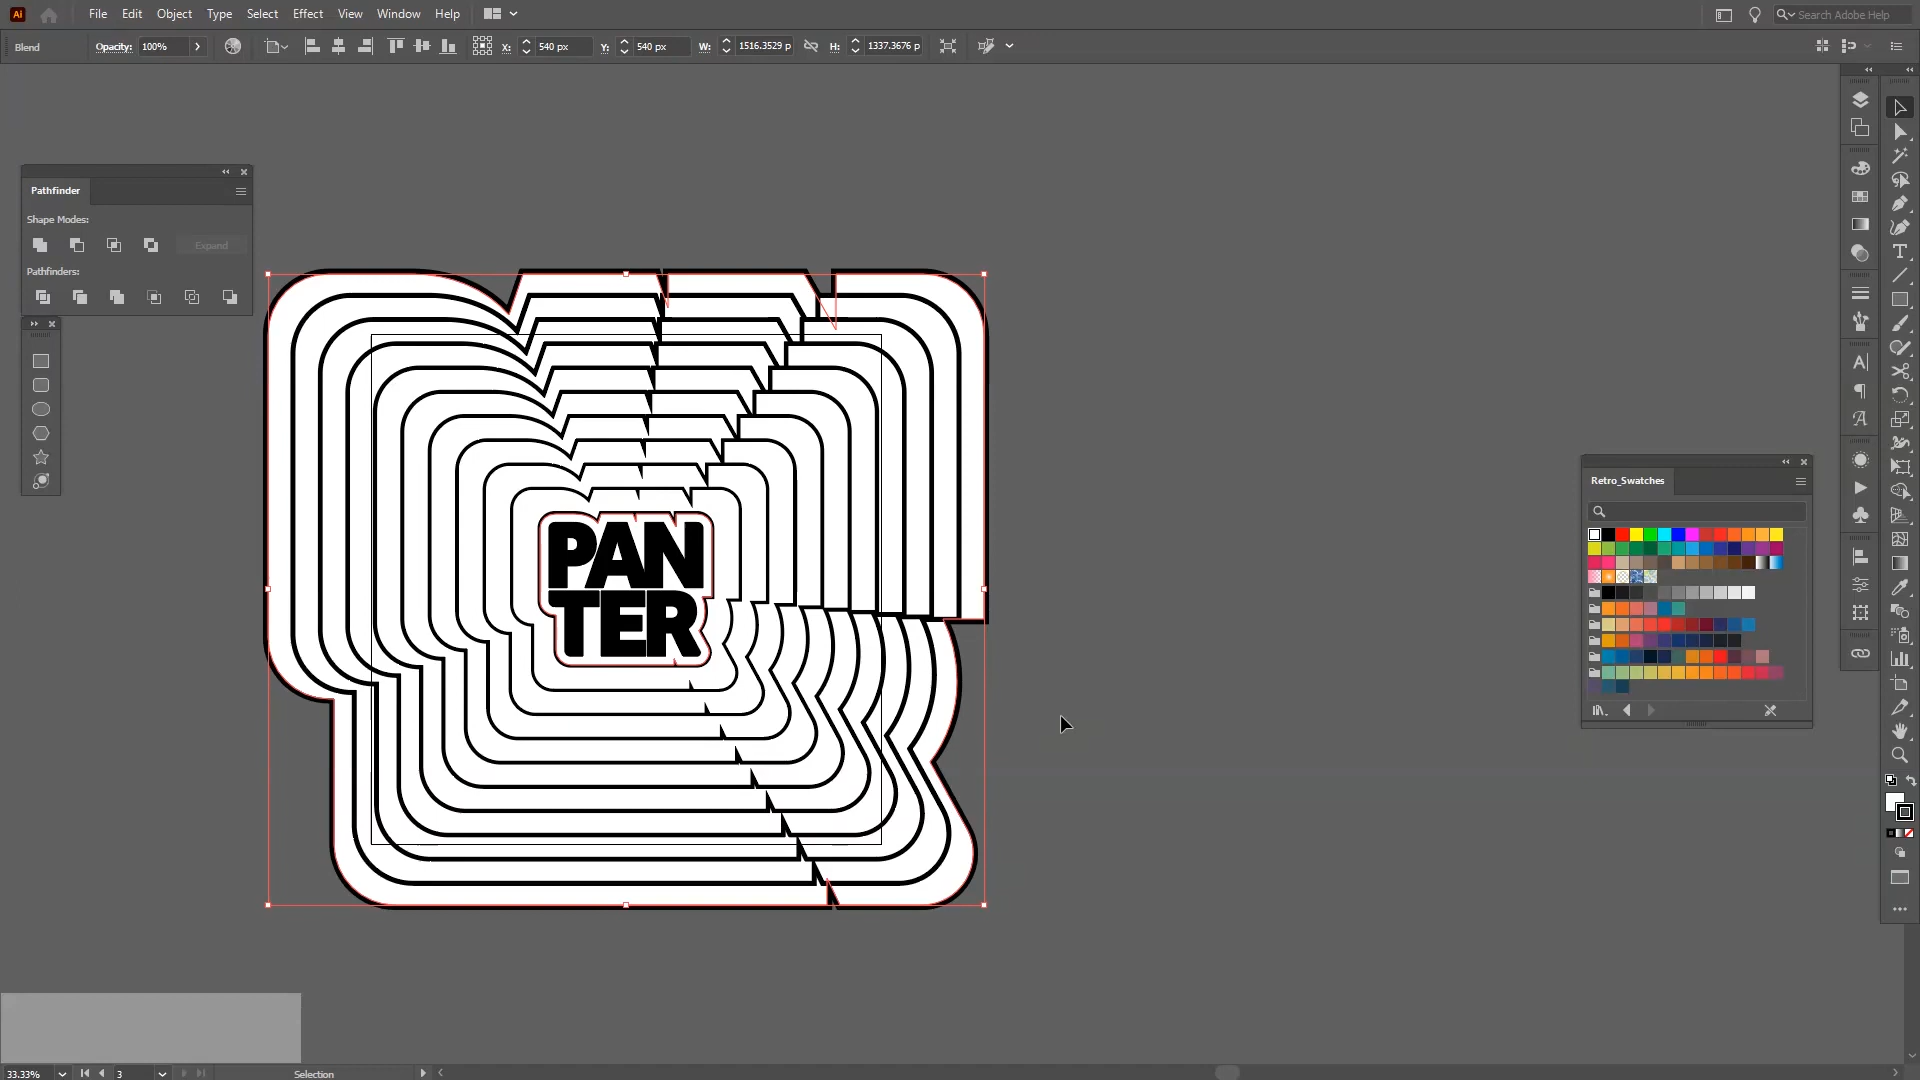 Ai File Edit Object Type Select Effect View Window Help Search Adobe Help
Blend Opacity: 100% X: 540 px Y: 540 px W: 1516.3529 p H: 1337.3676 p
Pathfinder
Shape Modes:
Expand
Pathfinders:
Retro_Swatches
PAN
TER
33.33% 3 Selection